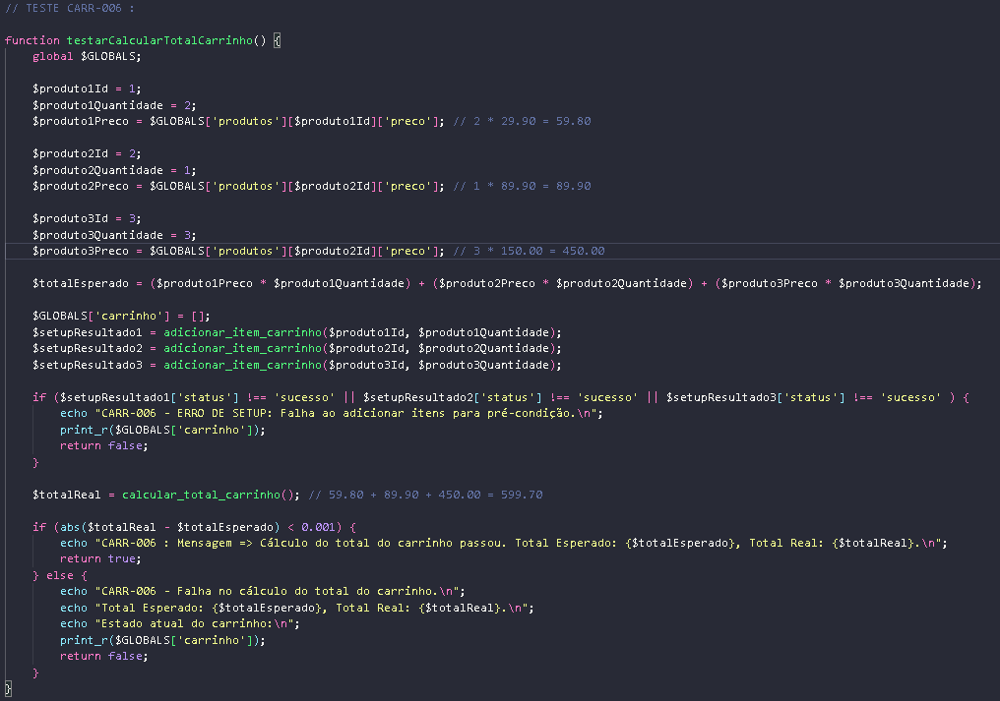 // TESTE CARR-006 :
function testarCalcularTotalCarrinho() {
global $GLOBALS;
$produto1Id = 1;
$produto1Quantidade = 2;
$produto1Preco = $GLOBALS['produtos'][$produto1Id]['preco']; // 2 * 29.90 = 59.80
$produto2Id = 2;
$produto2Quantidade = 1;
$produto2Preco = $GLOBALS['produtos'][$produto2Id]['preco']; // 1 * 89.90 = 89.90
$produto3Id = 3;
$produto3Quantidade = 3;
$produto3Preco = $GLOBALS['produtos'][$produto2Id]['preco']; // 3 * 150.00 = 450.00
$totalEsperado = ($produto1Preco * $produto1Quantidade) + ($produto2Preco * $produto2Quantidade) + ($produto3Preco * $produto3Quantidade);
$GLOBALS['carrinho'] = [];
$setupResultado1 = adicionar_item_carrinho($produto1Id, $produto1Quantidade);
$setupResultado2 = adicionar_item_carrinho($produto2Id, $produto2Quantidade);
$setupResultado3 = adicionar_item_carrinho($produto3Id, $produto3Quantidade);
if ($setupResultado1['status'] !== 'sucesso' || $setupResultado2['status'] !== 'sucesso' || $setupResultado3['status'] !== 'sucesso' ) {
echo "CARR-006 - ERRO DE SETUP: Falha ao adicionar itens para pré-condição.\n";
print_r($GLOBALS['carrinho']);
return false;
}
$totalReal = calcular_total_carrinho(); // 59.80 + 89.90 + 450.00 = 599.70
if (abs($totalReal - $totalEsperado) < 0.001) {
echo "CARR-006 : Mensagem => Cálculo do total do carrinho passou. Total Esperado: {$totalEsperado}, Total Real: {$totalReal}.\n";
return true;
} else {
echo "CARR-006 - Falha no cálculo do total do carrinho.\n";
echo "Total Esperado: {$totalEsperado}, Total Real: {$totalReal}.\n";
echo "Estado atual do carrinho:\n";
print_r($GLOBALS['carrinho']);
return false;
}
}